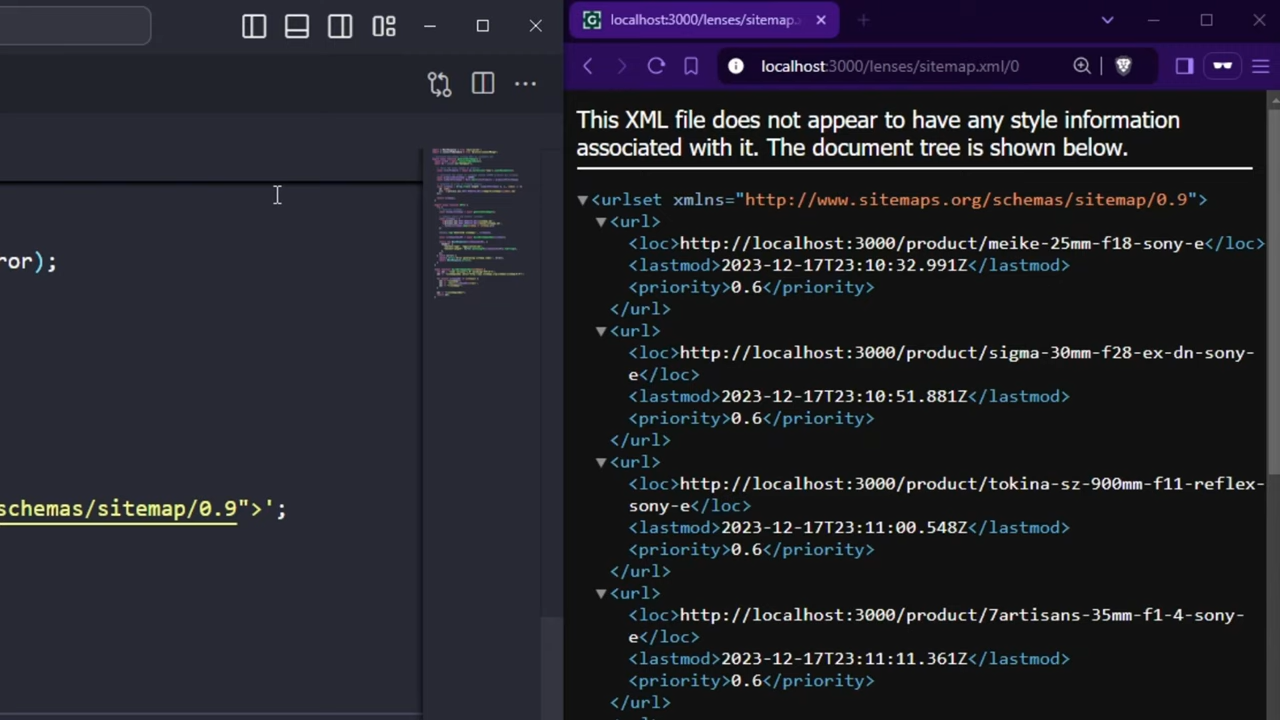 ror);
schemas/sitemap/0.9">';
localhost:3000/lenses/sitemap.
localhost:3000/lenses/sitemap.xml/0
This XML file does not appear to have any style information
associated with it. The document tree is shown below.
<urlset xmlns="http://www.sitemaps.org/schemas/sitemap/0.9">
<url>
<loc>http://localhost:3000/product/meike-25mm-f18-sony-e</loc>
<lastmod>2023-12-17T23:10:32.991Z</lastmod>
<priority>0.6</priority>
</url>
<url>
<loc>http://localhost:3000/product/sigma-30mm-f28-ex-dn-sony-
e</loc>
<lastmod>2023-12-17T23:10:51.881Z</lastmod>
<priority>0.6</priority>
</url>
<url>
<loc>http://localhost:3000/product/tokina-sz-900mm-f11-reflex-
sony-e</loc>
<lastmod>2023-12-17T23:11:00.548Z</lastmod>
<priority>0.6</priority>
</url>
<url>
<loc>http://localhost:3000/product/7artisans-35mm-f1-4-sony-
e</loc>
<lastmod>2023-12-17T23:11:11.361Z</lastmod>
<priority>0.6</priority>
</url>